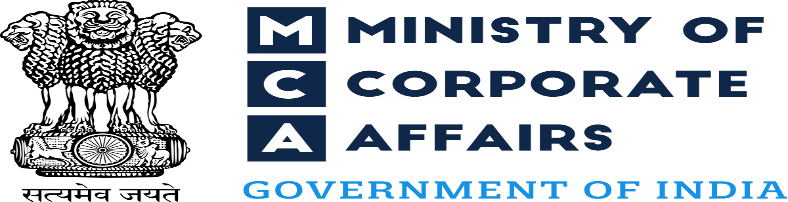 M MINISTRY OF
C CORPORATE
A AFFAIRS
सत्यमेव जयते
GOVERNMENT OF INDIA